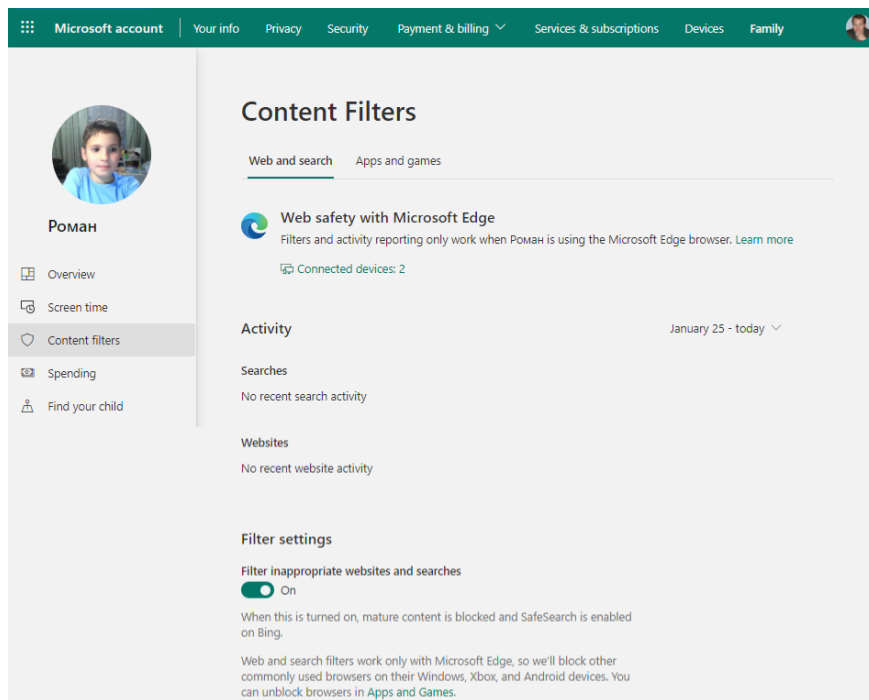 Microsoft account Your info Privacy Security Payment & billing Services & subscriptions Devices Family
Content Filters
Web and search Apps and games
Роман
Web safety with Microsoft Edge
Filters and activity reporting only work when Роман is using the Microsoft Edge browser. Learn more
Connected devices: 2
Overview
Screen time
Content filters
Spending
Find your child
Activity
January 25 - today
Searches
No recent search activity
Websites
No recent website activity
Filter settings
Filter inappropriate websites and searches
On
When this is turned on, mature content is blocked and SafeSearch is enabled
on Bing.
Web and search filters work only with Microsoft Edge, so we'll block other
commonly used browsers on their Windows, Xbox, and Android devices. You
can unblock browsers in Apps and Games.